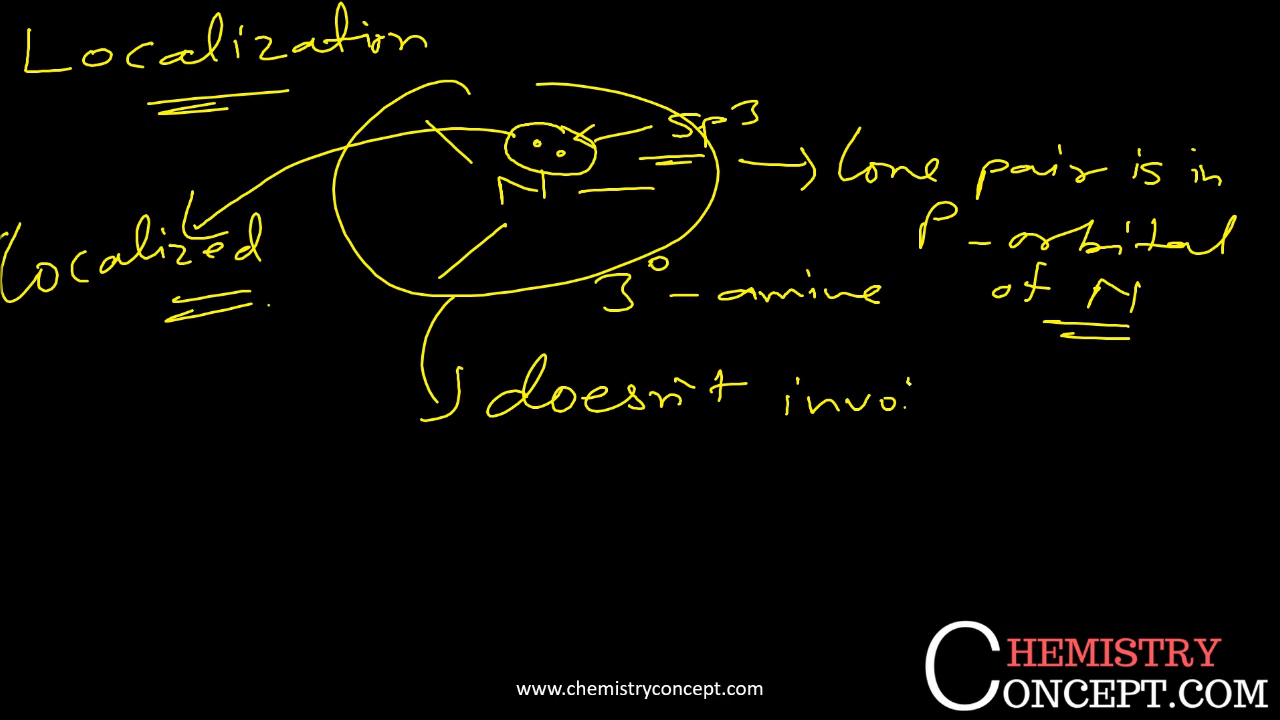 Localization
sp³
lone pair is in
P-orbital
of N
N
localized
3°-amine
doesn't invo
www.chemistryconcept.com
CHEMISTRY
CONCEPT.COM